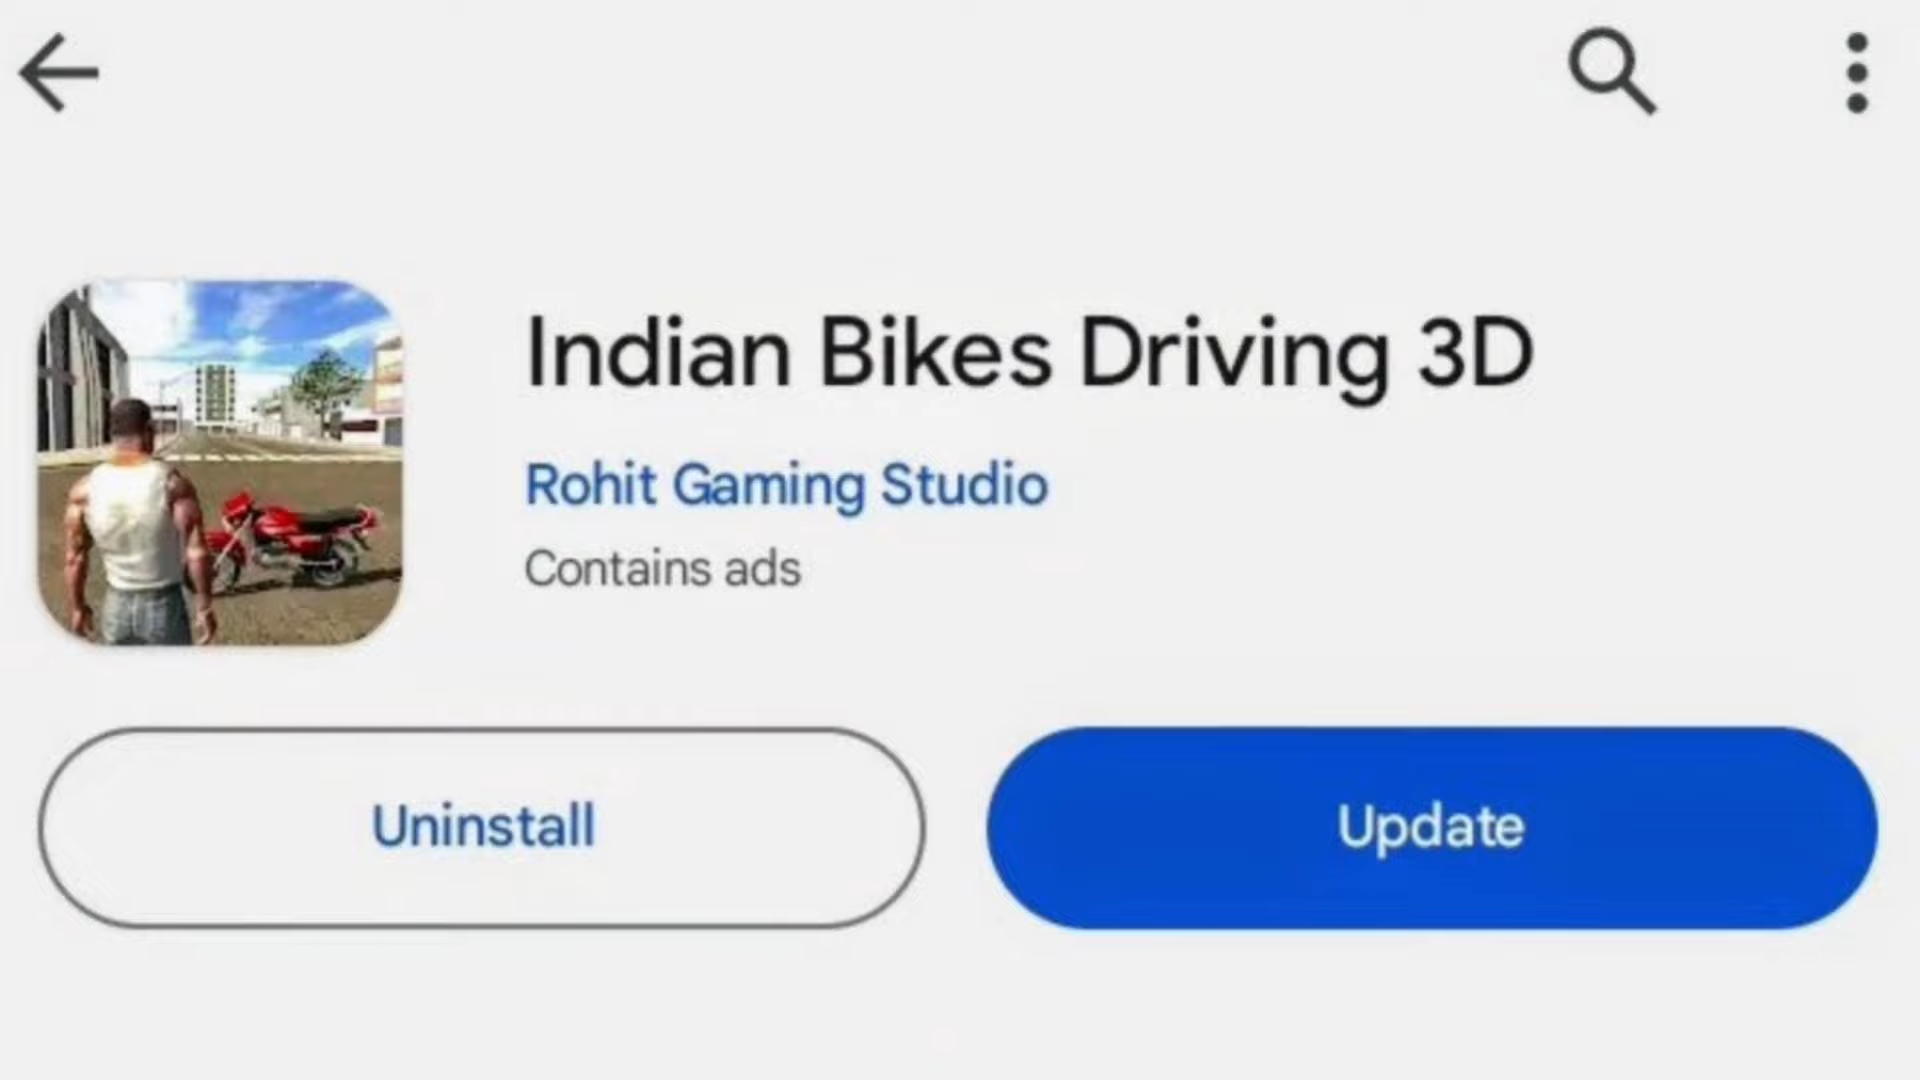 Indian Bikes Driving 3D
Rohit Gaming Studio
Contains ads
Uninstall
Update